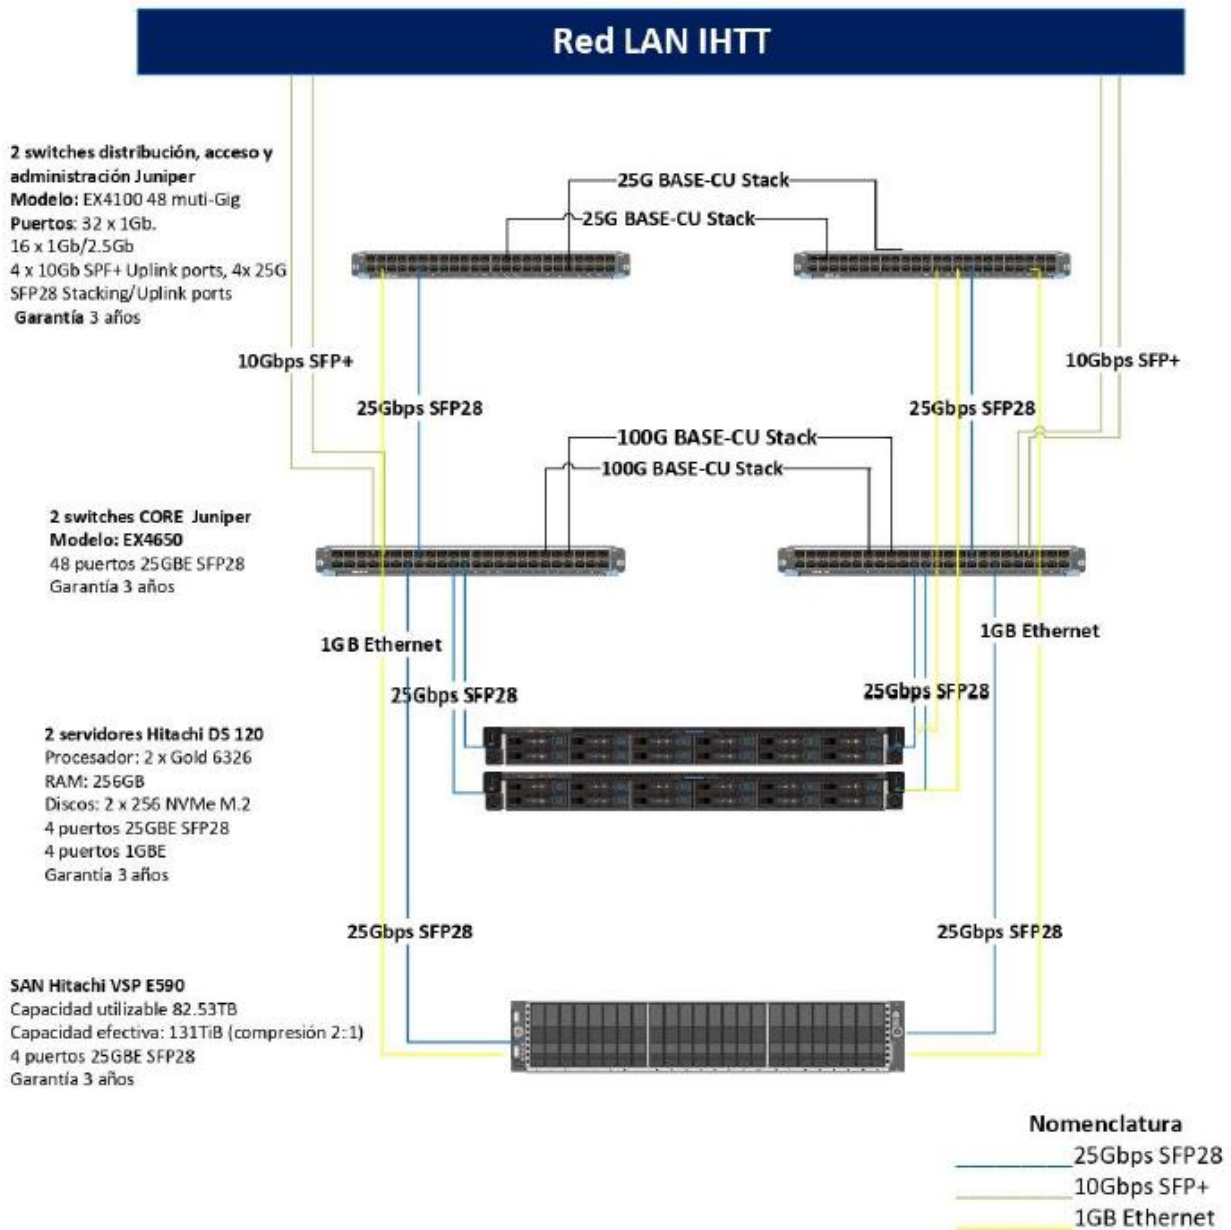 Red LAN IHTT
2 switches distribución, acceso y
administración Juniper
Modelo: EX4100 48 muti-Gig
Puertos: 32 x 1Gb.
16 x 1Gb/2.5Gb
4 x 10Gb SPF+ Uplink ports, 4x 25G
SFP28 Stacking/Uplink ports
Garantía 3 años
25G BASE-CU Stack
25G BASE-CU Stack
10Gbps SFP+
10Gbps SFP+
25Gbps SFP28
25Gbps SFP28
100G BASE-CU Stack
100G BASE-CU Stack
2 switches CORE Juniper
Modelo: EX4650
48 puertos 25GBE SFP28
Garantía 3 años
1GB Ethernet
1GB Ethernet
25Gbps SFP28
25Gbps SFP28
2 servidores Hitachi DS 120
Procesador: 2 x Gold 6326
RAM: 256GB
Discos: 2 x 256 NVMe M.2
4 puertos 25GBE SFP28
4 puertos 1GBE
Garantía 3 años
25Gbps SFP28
25Gbps SFP28
SAN Hitachi VSP E590
Capacidad utilizable 82.53TB
Capacidad efectiva: 131TiB (compresión 2:1)
4 puertos 25GBE SFP28
Garantía 3 años
Nomenclatura
25Gbps SFP28
10Gbps SFP+
1GB Ethernet